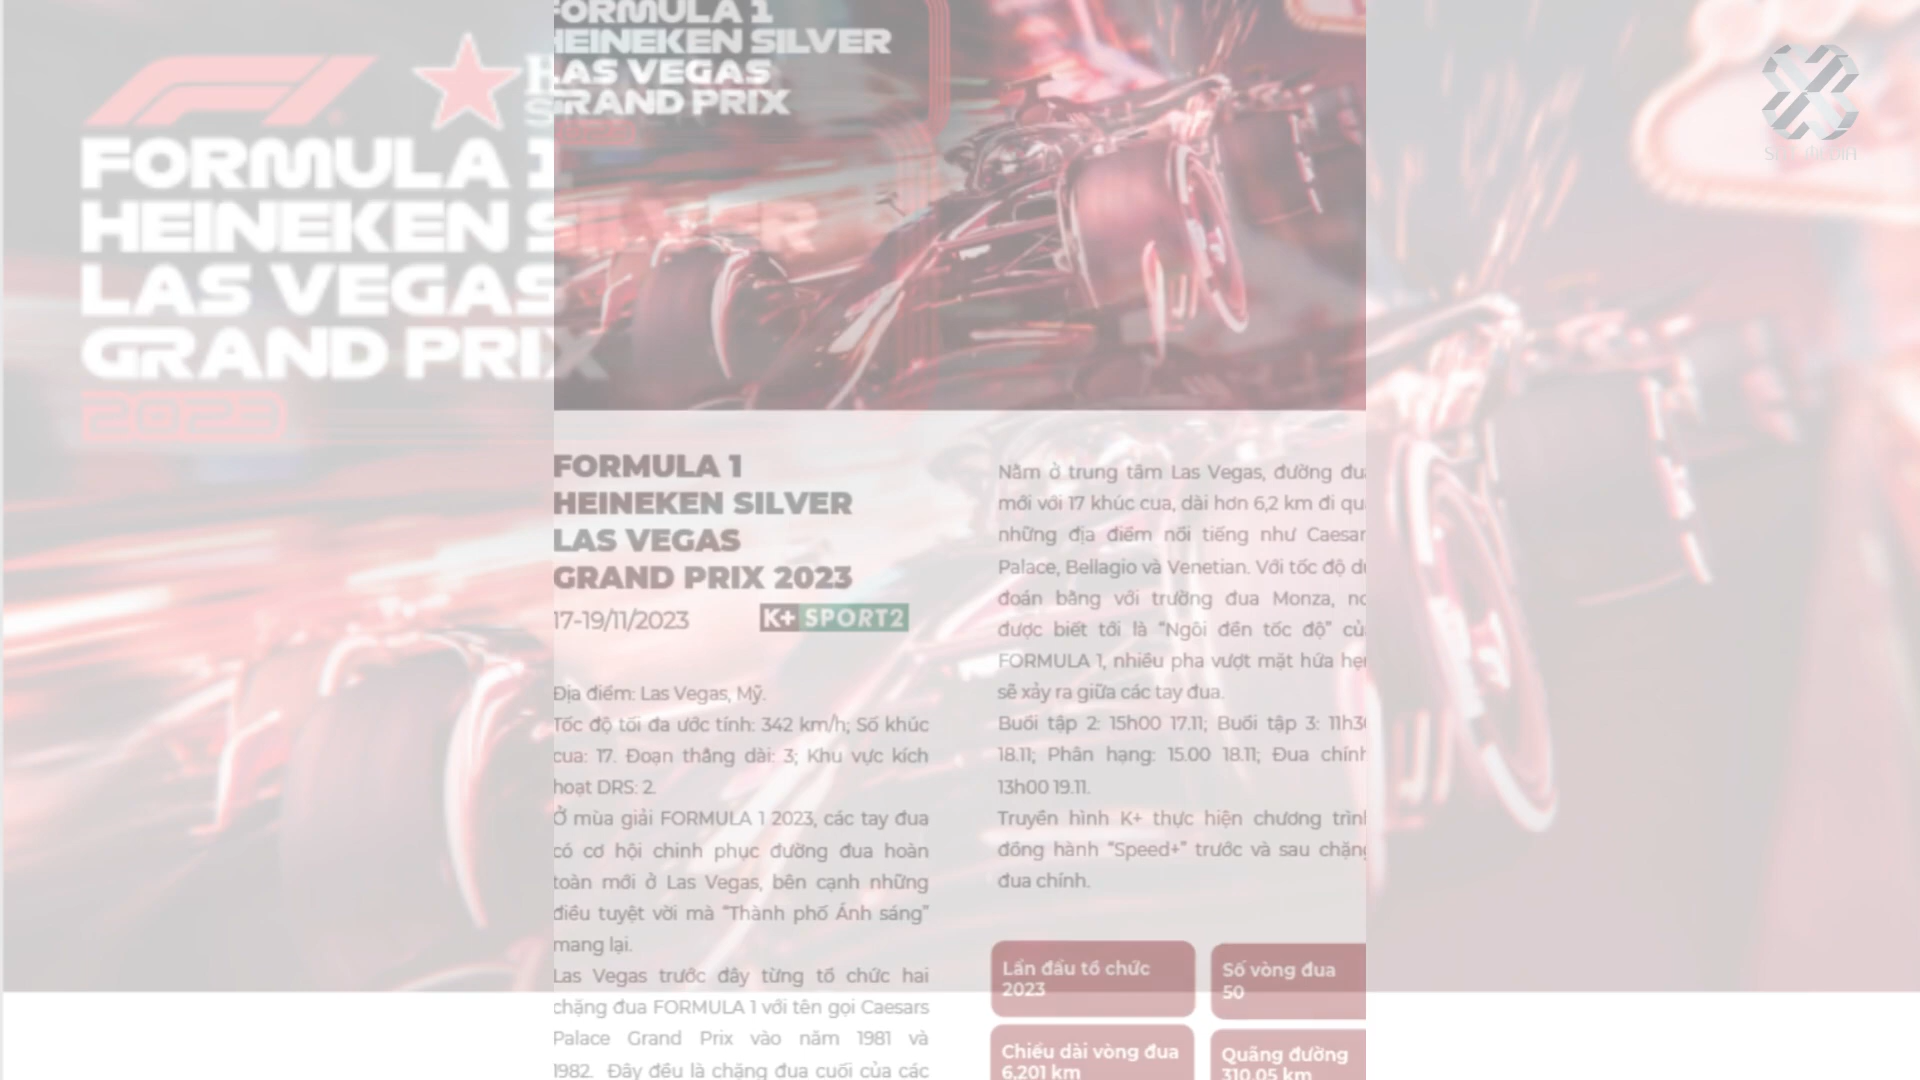 FORMULA 1
HEINEKEN SILVER
LAS VEGAS
GRAND PRIX
2023
FORMULA 1
HEINEKEN SILVER
LAS VEGAS
GRAND PRIX
FORMULA 1
HEINEKEN SILVER
LAS VEGAS
GRAND PRIX 2023
17-19/11/2023
K+ SPORT2
Địa điểm: Las Vegas, Mỹ.
Tốc độ tối đa ước tính: 342 km/h; Số khúc
cua: 17. Đoạn thẳng dài: 3; Khu vực kích
hoạt DRS: 2.
Ở mùa giải FORMULA 1 2023, các tay đua
có cơ hội chinh phục đường đua hoàn
toàn mới ở Las Vegas, bên cạnh những
điều tuyệt vời mà “Thành phố Ánh sáng”
mang lại.
Las Vegas trước đây từng tổ chức hai
chặng đua FORMULA 1 với tên gọi Caesars
Palace Grand Prix vào năm 1981 và
1982. Đây đều là chặng đua cuối của các
Nằm ở trung tâm Las Vegas, đường đua
mới với 17 khúc cua, dài hơn 6,2 km đi qu
những địa điểm nổi tiếng như Caesar
Palace, Bellagio và Venetian. Với tốc độ d
đoán bằng với trường đua Monza, nơ
được biết tới là “Ngôi đền tốc độ” củ
FORMULA 1, nhiều pha vượt mặt hứa hẹn
sẽ xảy ra giữa các tay đua.
Buổi tập 2: 15h00 17.11; Buổi tập 3: 11h30
18.11; Phân hạng: 15.00 18.11; Đua chính
13h00 19.11.
Truyền hình K+ thực hiện chương trình
đồng hành “Speed+” trước và sau chặng
đua chính.
Lần đầu tổ chức
2023
Số vòng đua
50
Chiều dài vòng đua
6,201 km
Quãng đường
310,05 km